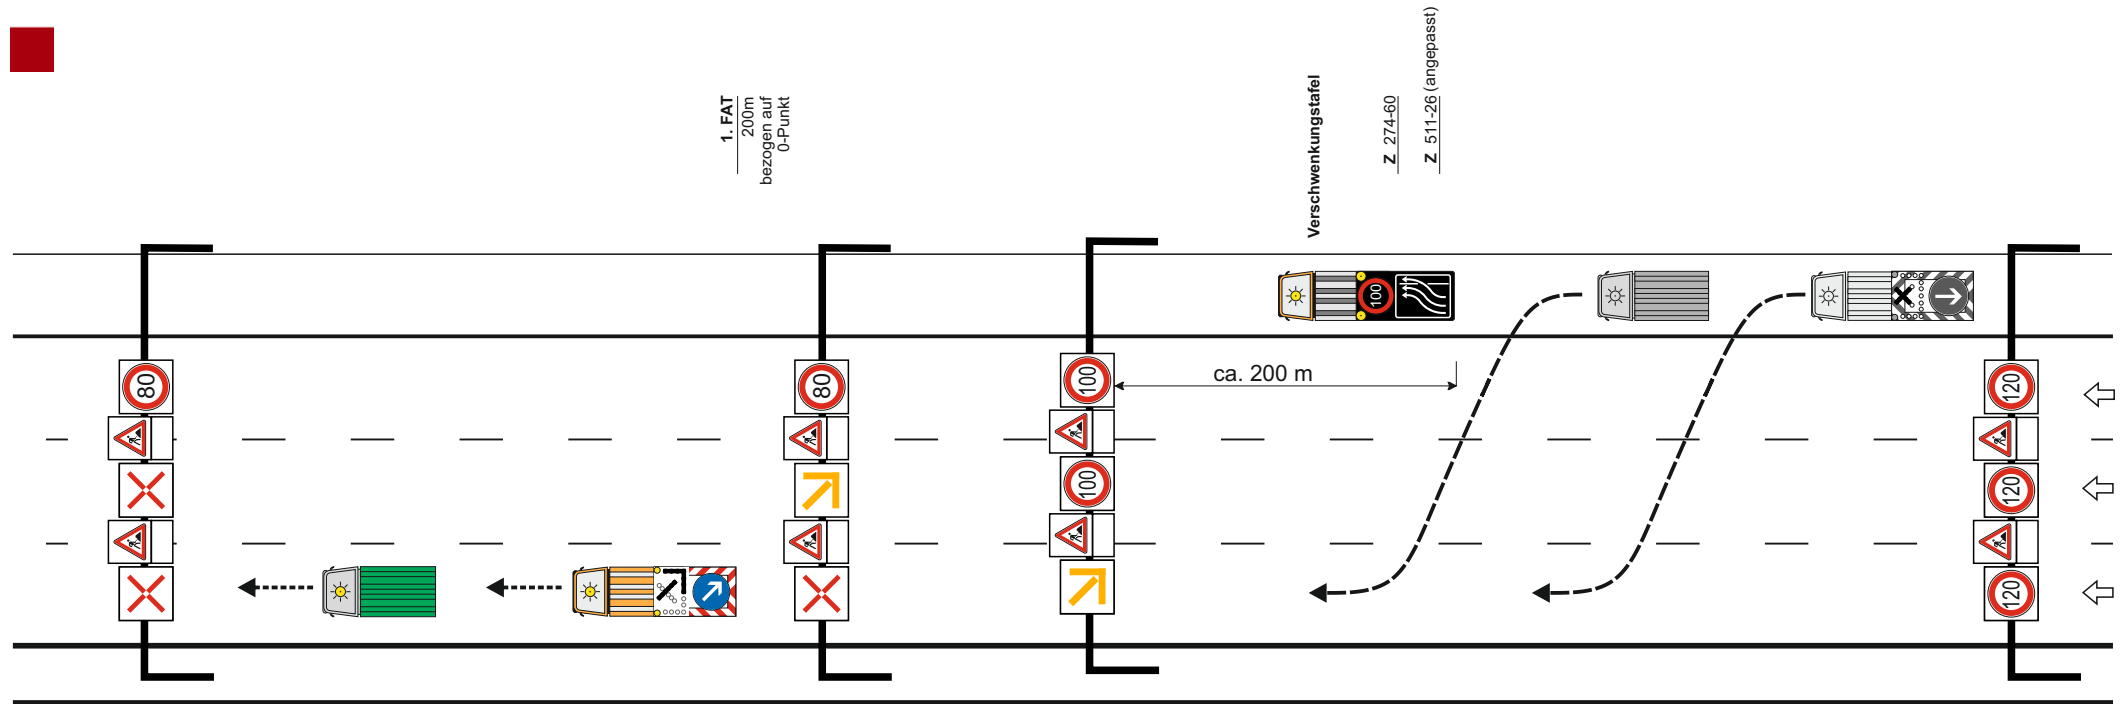 1. FAT
200m
bezogen auf
0-Punkt
Verschwenkungstafel
Z 274-60
Z 511-26 (angepasst)
100
ca. 200 m
80
80
100
100
120
120
120